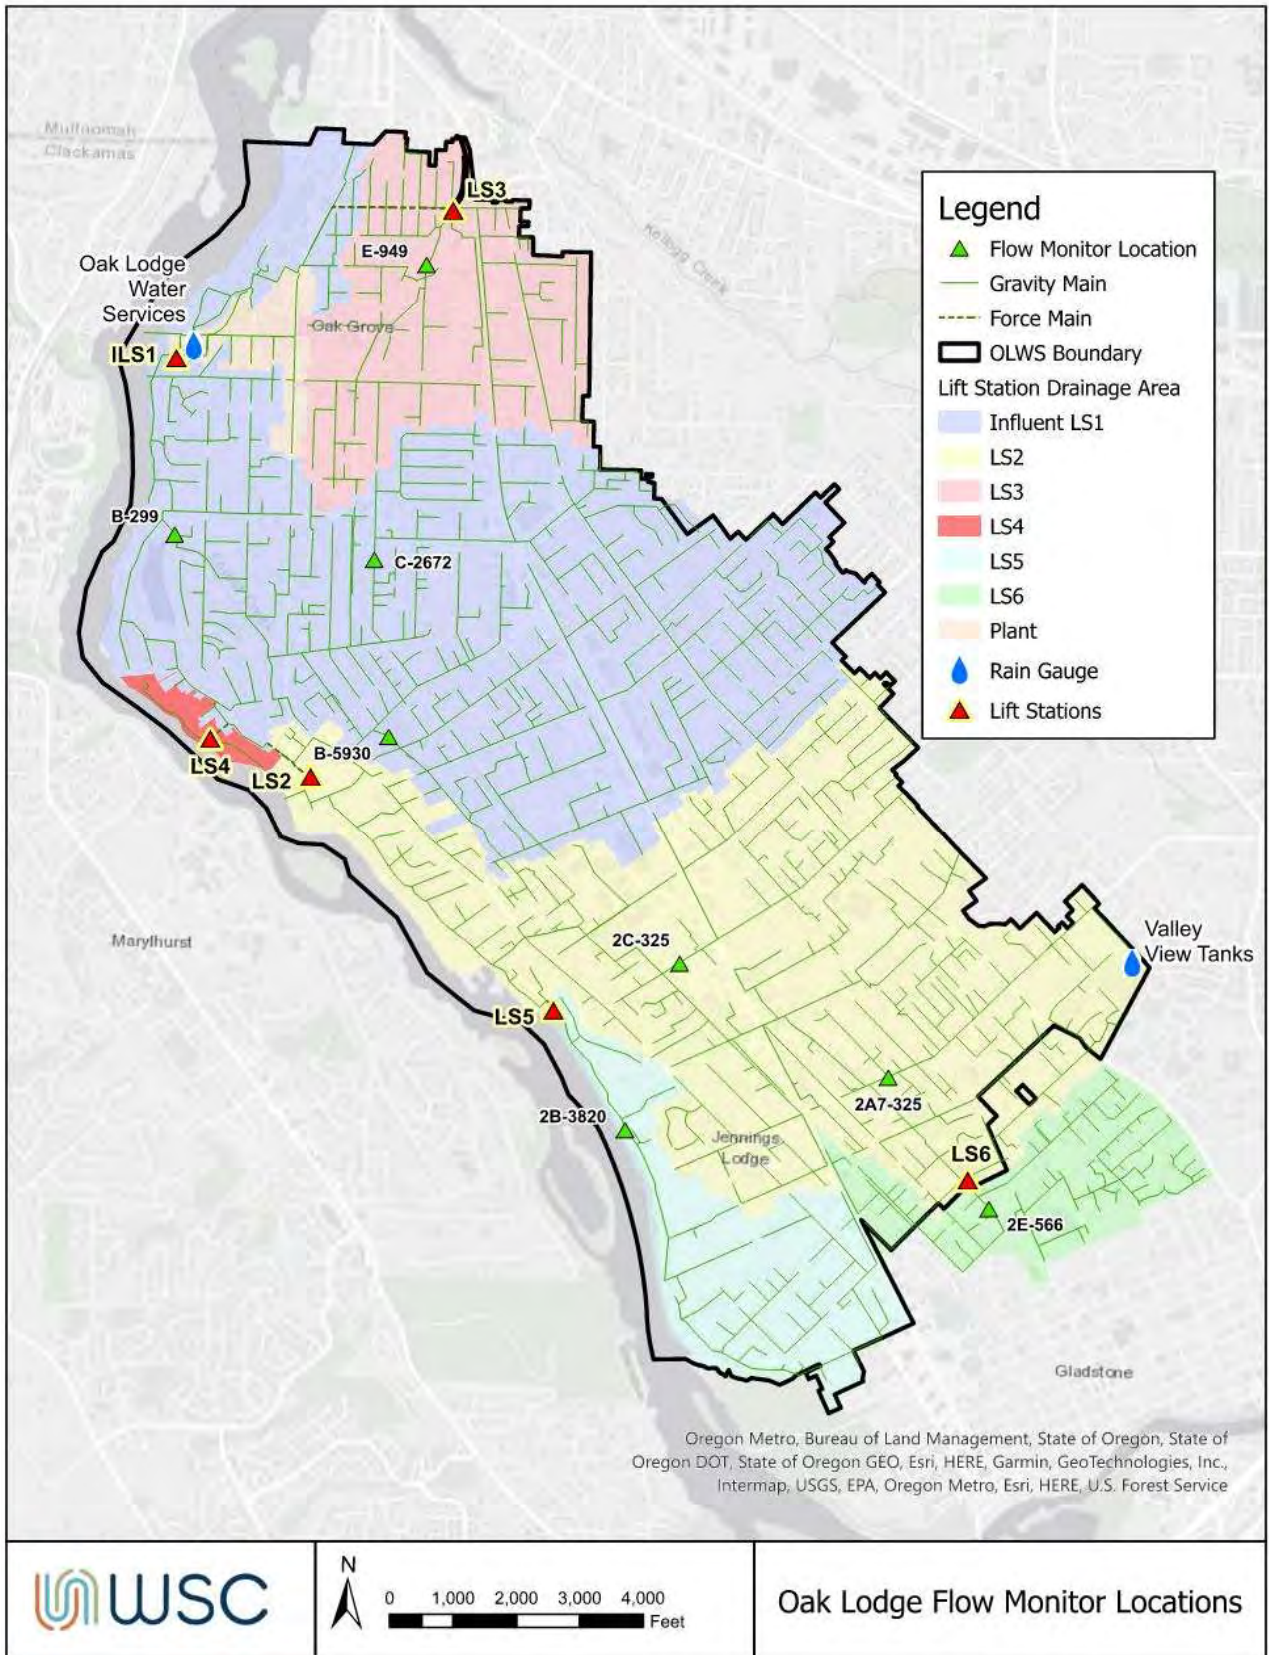 Multnomah
Clackamas
LS3
Kellogg Creek
E-949
Oak Lodge
Water
Services
Oak Grove
ILS1
B-299
C-2672
B-5930
LS4
LS2
Marylhurst
2C-325
Valley
View Tanks
LS5
2A7-325
2B-3820
Jennings
Lodge
LS6
2E-566
Gladstone
Legend
Flow Monitor Location
Gravity Main
Force Main
OLWS Boundary
Lift Station Drainage Area
Influent LS1
LS2
LS3
LS4
LS5
LS6
Plant
Rain Gauge
Lift Stations
Oregon Metro, Bureau of Land Management, State of Oregon, State of
Oregon DOT, State of Oregon GEO, Esri, HERE, Garmin, GeoTechnologies, Inc.,
Intermap, USGS, EPA, Oregon Metro, Esri, HERE, U.S. Forest Service
WSC
N
0 1,000 2,000 3,000 4,000
Feet
Oak Lodge Flow Monitor Locations